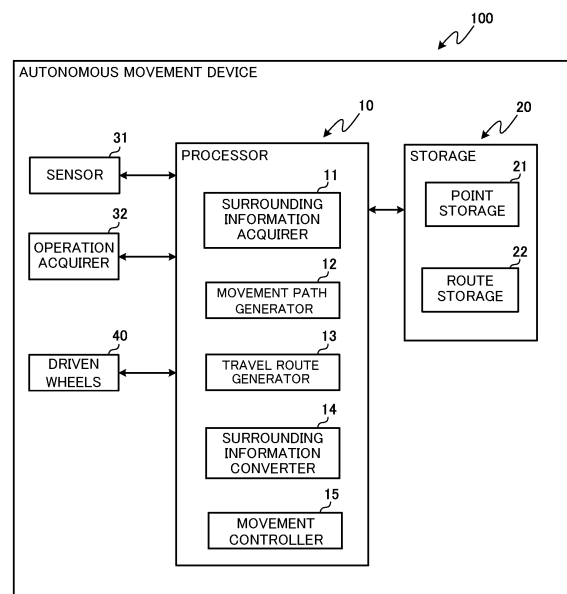 100
AUTONOMOUS MOVEMENT DEVICE
10
20
31
SENSOR
32
OPERATION
ACQUIRER
40
DRIVEN
WHEELS
PROCESSOR
11
SURROUNDING
INFORMATION
ACQUIRER
12
MOVEMENT PATH
GENERATOR
13
TRAVEL ROUTE
GENERATOR
14
SURROUNDING
INFORMATION
CONVERTER
15
MOVEMENT
CONTROLLER
STORAGE
21
POINT
STORAGE
22
ROUTE
STORAGE